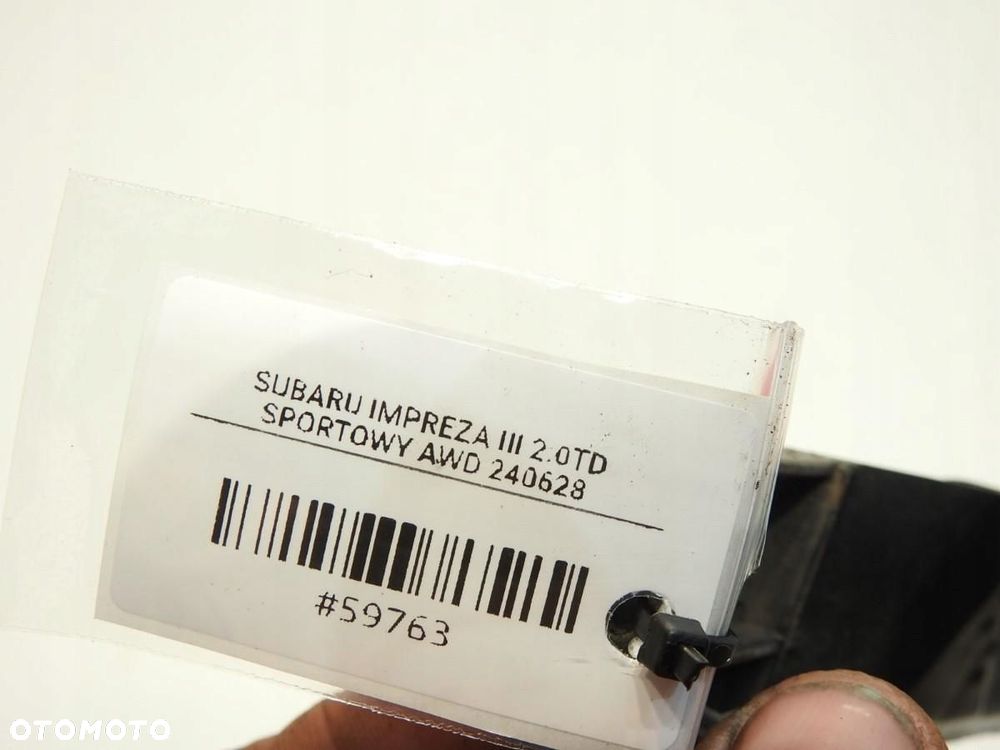 SUBARU IMPREZA III 2.0TD
SPORTOWY AWD 240628
#59763
OTOMOTO